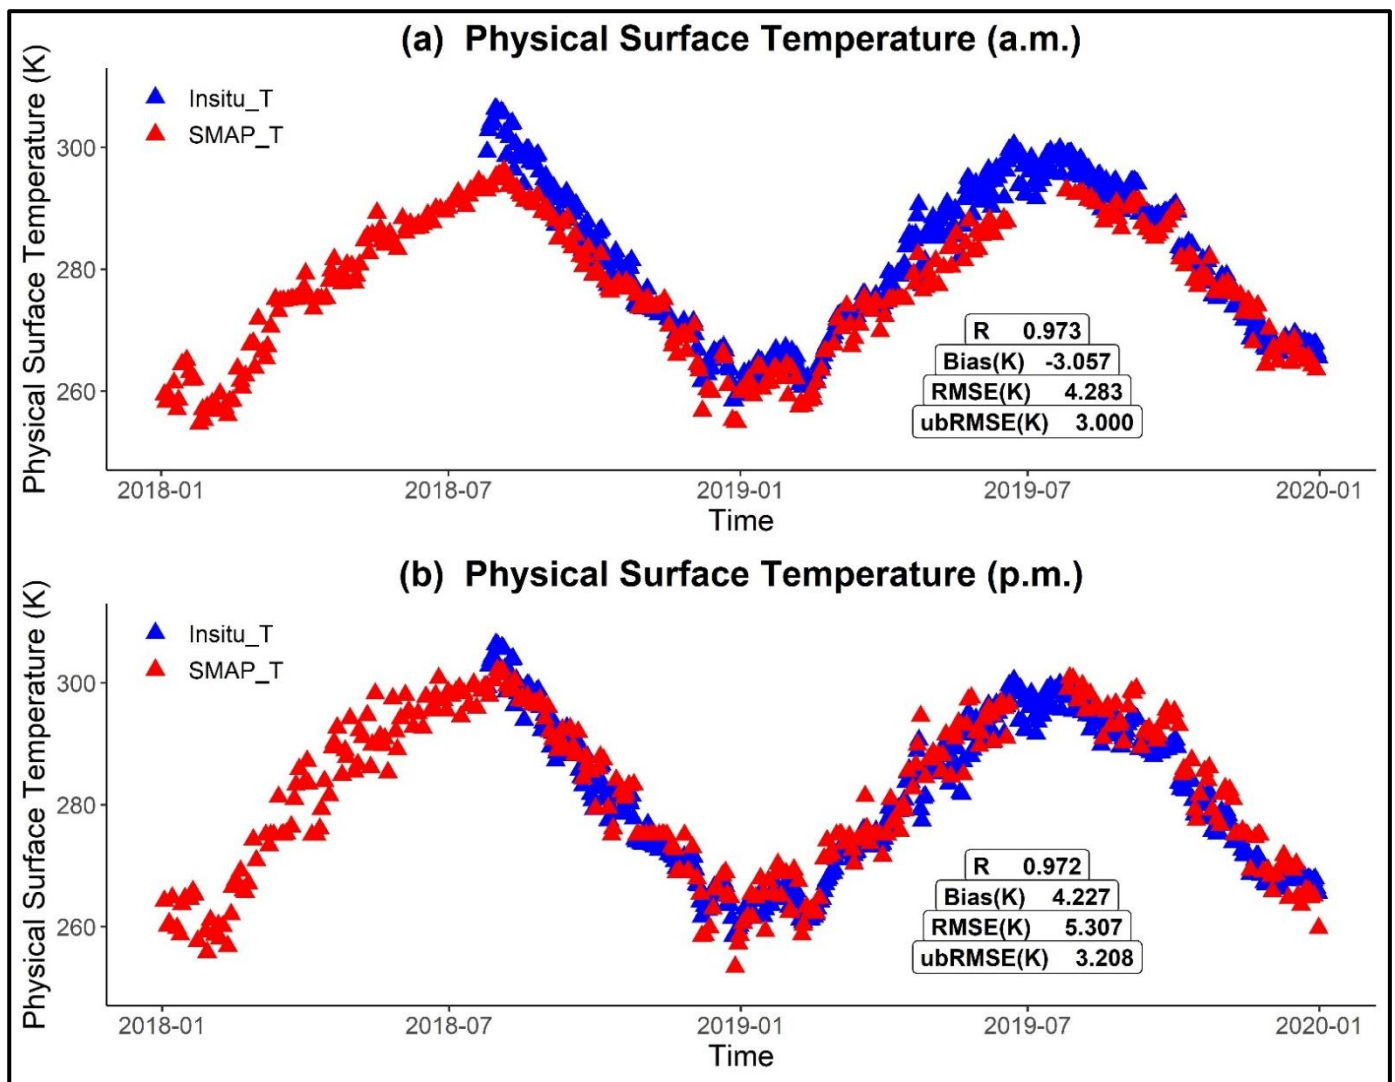 (a) Physical Surface Temperature (a.m.)
Physical Surface Temperature (K)
Insitu_T
SMAP_T
300
280
260
R 0.973
Bias(K) -3.057
RMSE(K) 4.283
ubRMSE(K) 3.000
2018-01 2018-07 2019-01 2019-07 2020-01
Time
(b) Physical Surface Temperature (p.m.)
Physical Surface Temperature (K)
Insitu_T
SMAP_T
300
280
260
R 0.972
Bias(K) 4.227
RMSE(K) 5.307
ubRMSE(K) 3.208
2018-01 2018-07 2019-01 2019-07 2020-01
Time